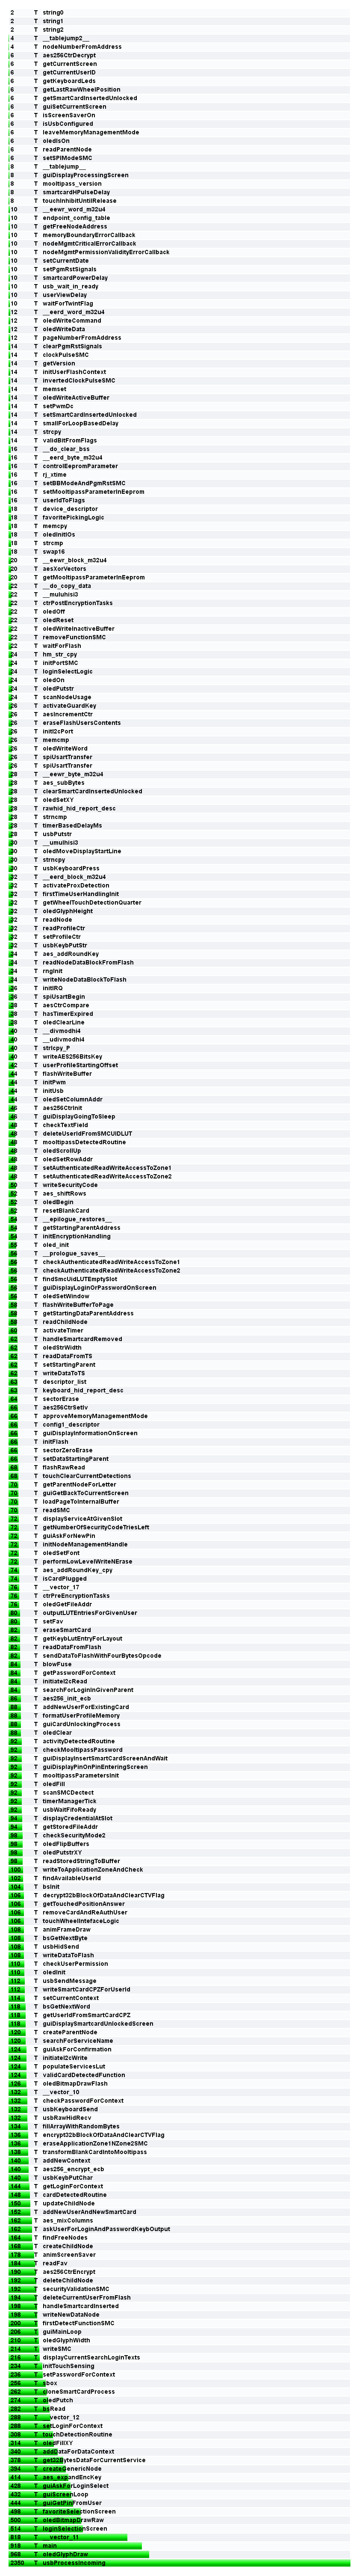 2 T string0
2 T string1
2 T string2
4 T __tablejump2__
4 T nodeNumberFromAddress
6 T aes256CtrDecrypt
6 T getCurrentScreen
6 T getCurrentUserID
6 T getKeyboardLeds
6 T getLastRawWheelPosition
6 T getSmartCardInsertedUnlocked
6 T guiSetCurrentScreen
6 T isScreenSaverOn
6 T isUsbConfigured
6 T leaveMemoryManagementMode
6 T oledIsOn
6 T readParentNode
6 T setSPIModeSMC
8 T __tablejump__
8 T guiDisplayProcessingScreen
8 T mooltipass_version
8 T smartcardHPulseDelay
8 T touchInhibitUntilRelease
10 T __eewr_word_m32u4
10 T endpoint_config_table
10 T getFreeNodeAddress
10 T memoryBoundaryErrorCallback
10 T nodeMgmtCriticalErrorCallback
10 T nodeMgmtPermissionValidityErrorCallback
10 T setCurrentDate
10 T setPgmRstSignals
10 T smartcardPowerDelay
10 T usb_wait_in_ready
10 T userViewDelay
10 T waitForTwintFlag
12 T __eerd_word_m32u4
12 T oledWriteCommand
12 T oledWriteData
12 T pageNumberFromAddress
14 T clearPgmRstSignals
14 T clockPulseSMC
14 T getVersion
14 T initUserFlashContext
14 T invertedClockPulseSMC
14 T memset
14 T oledWriteActiveBuffer
14 T setPwmDc
14 T setSmartCardInsertedUnlocked
14 T smallForLoopBasedDelay
14 T strcpy
14 T validBitFromFlags
16 T __do_clear_bss
16 T __eerd_byte_m32u4
16 T controlEepromParameter
16 T rj_xtime
16 T setBBModeAndPgmRstSMC
16 T setMooltipassParameterInEeprom
16 T userIdToFlags
18 T device_descriptor
18 T favoritePickingLogic
18 T memcpy
18 T oledInitIOs
18 T strcmp
18 T swap16
20 T __eewr_block_m32u4
20 T aesXorVectors
20 T getMooltipassParameterInEeprom
22 T __do_copy_data
22 T __muluhisi3
22 T ctrPostEncryptionTasks
22 T oledOff
22 T oledReset
22 T oledWriteInactiveBuffer
22 T removeFunctionSMC
22 T waitForFlash
24 T hm_str_cpy
24 T initPortSMC
24 T loginSelectLogic
24 T oledOn
24 T oledPutstr
24 T scanNodeUsage
26 T activateGuardKey
26 T aesIncrementCtr
26 T eraseFlashUsersContents
26 T initI2cPort
26 T memcmp
26 T oledWriteWord
26 T spiUsartTransfer
26 T spiUsartTransfer
28 T __eewr_byte_m32u4
28 T aes_subBytes
28 T clearSmartCardInsertedUnlocked
28 T oledSetXY
28 T rawhid_hid_report_desc
28 T strncmp
28 T timerBasedDelayMs
28 T usbPutstr
30 T __umulhisi3
30 T oledMoveDisplayStartLine
30 T strncpy
30 T usbKeyboardPress
32 T __eerd_block_m32u4
32 T activateProxDetection
32 T firstTimeUserHandlingInit
32 T getWheelTouchDetectionQuarter
32 T oledGlyphHeight
32 T readNode
32 T readProfileCtr
32 T setProfileCtr
32 T usbKeybPutStr
34 T aes_addRoundKey
34 T readNodeDataBlockFromFlash
34 T rngInit
34 T writeNodeDataBlockToFlash
36 T initIRQ
36 T spiUsartBegin
38 T aesCtrCompare
38 T hasTimerExpired
38 T oledClearLine
40 T __divmodhi4
40 T __udivmodhi4
40 T strlcpy_P
40 T writeAES256BitsKey
42 T userProfileStartingOffset
44 T flashWriteBuffer
44 T initPwm
44 T initUsb
44 T oledSetColumnAddr
46 T aes256CtrInit
46 T guiDisplayGoingToSleep
48 T checkTextField
48 T deleteUserIdFromSMCUIDLUT
48 T mooltipassDetectedRoutine
48 T oledScrollUp
48 T oledSetRowAddr
48 T setAuthenticatedReadWriteAccessToZone1
48 T setAuthenticatedReadWriteAccessToZone2
50 T writeSecurityCode
52 T aes_shiftRows
52 T oledBegin
52 T resetBlankCard
54 T __epilogue_restores__
54 T getStartingParentAddress
54 T initEncryptionHandling
55 T oled_init
56 T __prologue_saves__
56 T checkAuthenticatedReadWriteAccessToZone1
56 T checkAuthenticatedReadWriteAccessToZone2
56 T findSmcUidLUTEmptySlot
56 T guiDisplayLoginOrPasswordOnScreen
56 T oledSetWindow
58 T flashWriteBufferToPage
58 T getStartingDataParentAddress
58 T readChildNode
60 T activateTimer
62 T handleSmartcardRemoved
62 T oledStrWidth
62 T readDataFromTS
62 T setStartingParent
62 T writeDataToTS
63 T descriptor_list
63 T keyboard_hid_report_desc
64 T sectorErase
66 T aes256CtrSetIv
66 T approveMemoryManagementMode
66 T config1_descriptor
66 T guiDisplayInformationOnScreen
66 T initFlash
66 T sectorZeroErase
66 T setDataStartingParent
68 T flashRawRead
68 T touchClearCurrentDetections
70 T getParentNodeForLetter
70 T guiGetBackToCurrentScreen
70 T loadPageToInternalBuffer
70 T readSMC
72 T displayServiceAtGivenSlot
72 T getNumberOfSecurityCodeTriesLeft
72 T guiAskForNewPin
72 T initNodeManagementHandle
72 T oledSetFont
72 T performLowLevelWriteNErase
74 T aes_addRoundKey_cpy
74 T isCardPlugged
76 T __vector_17
76 T ctrPreEncryptionTasks
76 T oledGetFileAddr
80 T outputLUTEntriesForGivenUser
80 T setFav
82 T eraseSmartCard
82 T getKeybLutEntryForLayout
82 T readDataFromFlash
82 T sendDataToFlashWithFourBytesOpcode
84 T blowFuse
84 T getPasswordForContext
84 T initiateI2cRead
84 T searchForLoginInGivenParent
86 T aes256_init_ecb
88 T addNewUserForExistingCard
88 T formatUserProfileMemory
88 T guiCardUnlockingProcess
88 T oledClear
92 T activityDetectedRoutine
92 T checkMooltipassPassword
92 T guiDisplayInsertSmartCardScreenAndWait
92 T guiDisplayPinOnPinEnteringScreen
92 T mooltipassParametersInit
92 T oledFill
92 T scanSMCDectect
92 T timerManagerTick
92 T usbWaitFifoReady
94 T displayCredentialAtSlot
94 T getStoredFileAddr
96 T checkSecurityMode2
98 T oledFlipBuffers
98 T oledPutstrXY
98 T readStoredStringToBuffer
100 T writeToApplicationZoneAndCheck
102 T findAvailableUserId
104 T bsInit
106 T decrypt32bBlockOfDataAndClearCTVFlag
106 T getTouchedPositionAnswer
106 T removeCardAndReAuthUser
106 T touchWheelIntefaceLogic
108 T animFrameDraw
108 T bsGetNextByte
108 T usbHidSend
108 T writeDataToFlash
110 T checkUserPermission
110 T oledInit
112 T usbSendMessage
112 T writeSmartCardCPZForUserId
114 T setCurrentContext
118 T bsGetNextWord
118 T getUserIdFromSmartCardCPZ
118 T guiDisplaySmartcardUnlockedScreen
120 T createParentNode
120 T searchForServiceName
124 T guiAskForConfirmation
124 T initiateI2cWrite
124 T populateServicesLut
124 T validCardDetectedFunction
126 T oledBitmapDrawFlash
132 T __vector_10
132 T checkPasswordForContext
132 T usbKeyboardSend
132 T usbRawHidRecv
134 T fillArrayWithRandomBytes
136 T encrypt32bBlockOfDataAndClearCTVFlag
136 T eraseApplicationZone1NZone2SMC
138 T transformBlankCardIntoMooltipass
140 T addNewContext
140 T aes256_encrypt_ecb
140 T usbKeybPutChar
144 T getLoginForContext
148 T cardDetectedRoutine
150 T updateChildNode
152 T addNewUserAndNewSmartCard
162 T aes_mixColumns
162 T askUserForLoginAndPasswordKeybOutput
164 T findFreeNodes
168 T createChildNode
178 T animScreenSaver
184 T readFav
190 T aes256CtrEncrypt
192 T deleteChildNode
192 T securityValidationSMC
194 T deleteCurrentUserFromFlash
198 T handleSmartcardInserted
198 T writeNewDataNode
200 T firstDetectFunctionSMC
206 T guiMainLoop
210 T oledGlyphWidth
214 T writeSMC
216 T displayCurrentSearchLoginTexts
234 T initTouchSensing
236 T setPasswordForContext
256 T sbox
262 T cloneSmartCardProcess
274 T oledPutch
282 T bsRead
288 T __vector_12
288 T setLoginForContext
308 T touchDetectionRoutine
314 T oledFillXY
340 T addDataForDataContext
378 T get32BytesDataForCurrentService
394 T createGenericNode
414 T aes_expandEncKey
428 T guiAskForLoginSelect
432 T guiScreenLoop
444 T guiGetPinFromUser
498 T favoriteSelectionScreen
500 T oledBitmapDrawRaw
514 T loginSelectionScreen
818 T __vector_11
918 T main
968 T oledGlyphDraw
2350 T usbProcessIncoming